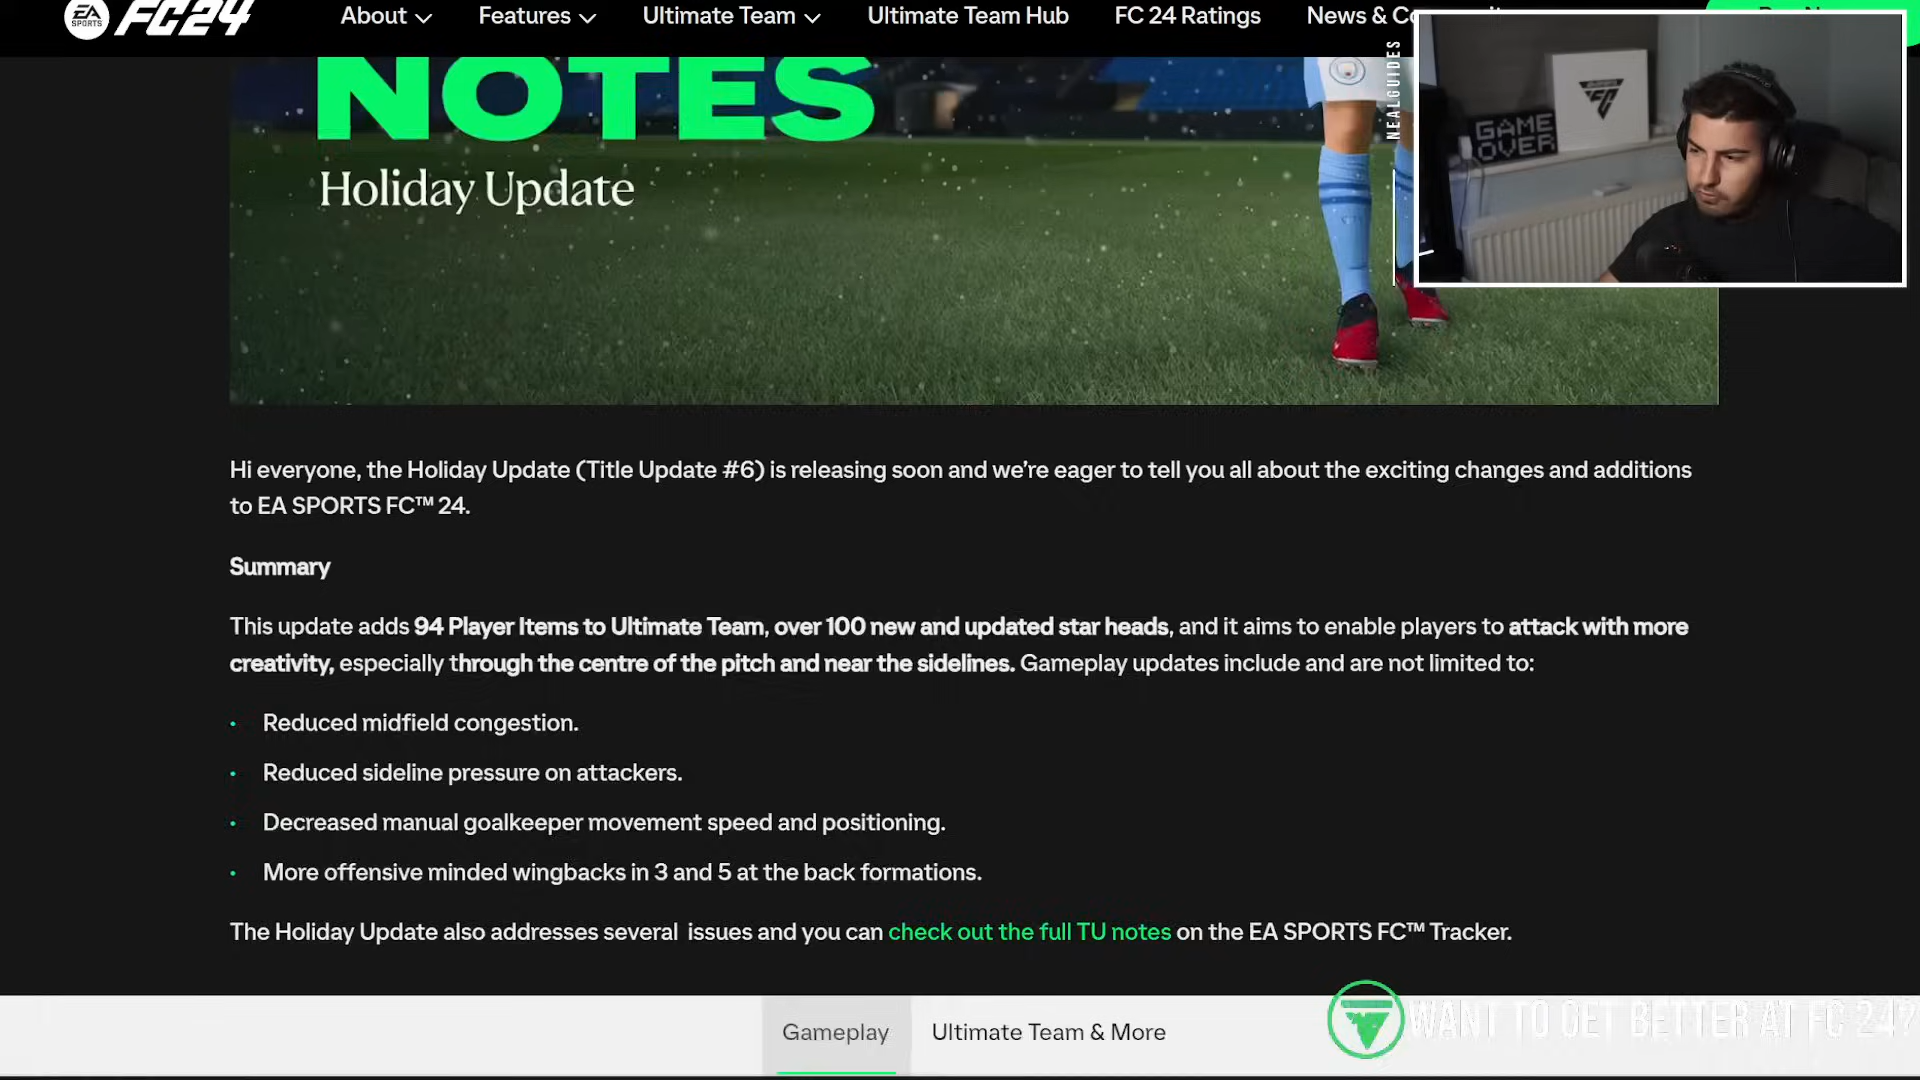 EA SPORTS FC24
About
Features
Ultimate Team
Ultimate Team Hub
FC 24 Ratings
News &
NOTES
Holiday Update
NEALGUIDES
GAME
OVER
FC
Hi everyone, the Holiday Update (Title Update #6) is releasing soon and we’re eager to tell you all about the exciting changes and additions
to EA SPORTS FC™ 24.
Summary
This update adds 94 Player Items to Ultimate Team, over 100 new and updated star heads, and it aims to enable players to attack with more
creativity, especially through the centre of the pitch and near the sidelines. Gameplay updates include and are not limited to:
• Reduced midfield congestion.
• Reduced sideline pressure on attackers.
• Decreased manual goalkeeper movement speed and positioning.
• More offensive minded wingbacks in 3 and 5 at the back formations.
The Holiday Update also addresses several issues and you can check out the full TU notes on the EA SPORTS FC™ Tracker.
Gameplay
Ultimate Team & More
WANT TO GET BETTER AT FC 24?